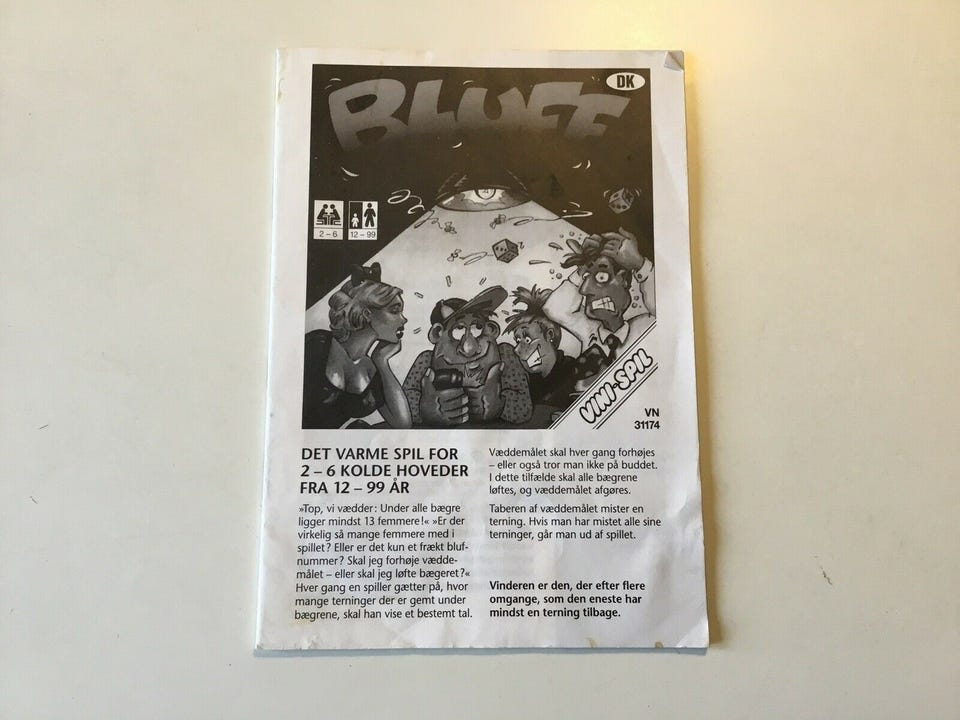 BLUFF
DK
2 – 6
12 – 99
VINI-SPIL
VN
31174
DET VARME SPIL FOR
2 – 6 KOLDE HOVEDER
FRA 12 – 99 ÅR
»Top, vi vædder: Under alle bægre
ligger mindst 13 femmere!« »Er der
virkelig så mange femmere med i
spillet? Eller er det kun et frækt bluf-
nummer? Skal jeg forhøje vædde-
målet – eller skal jeg løfte bægeret?«
Hver gang en spiller gætter på, hvor
mange terninger der er gemt under
bægrene, skal han vise et bestemt tal.
Væddemålet skal hver gang forhøjes
– eller også tror man ikke på buddet.
I dette tilfælde skal alle bægrene
løftes, og væddemålet afgøres.
Taberen af væddemålet mister en
terning. Hvis man har mistet alle sine
terninger, går man ud af spillet.
Vinderen er den, der efter flere
omgange, som den eneste har
mindst en terning tilbage.